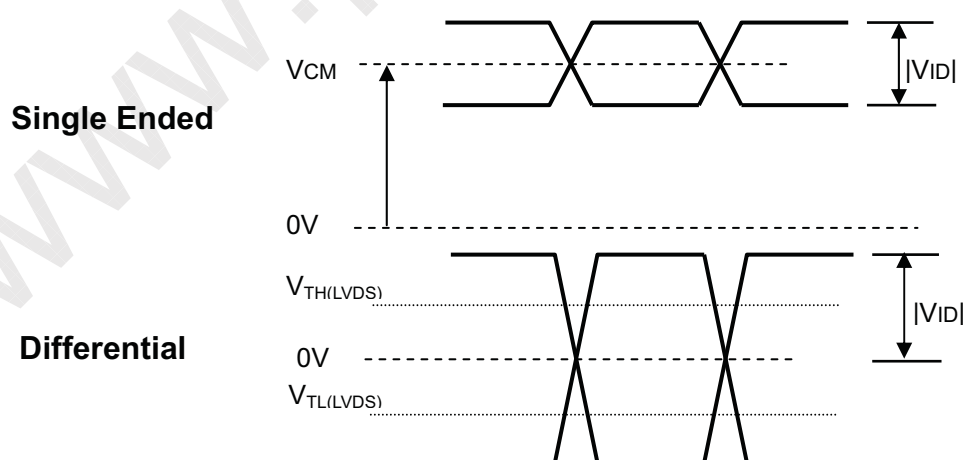 VCM
|VID|
Single Ended
0V
VTH(LVDS)
|VID|
Differential
0V
VTL(LVDS)